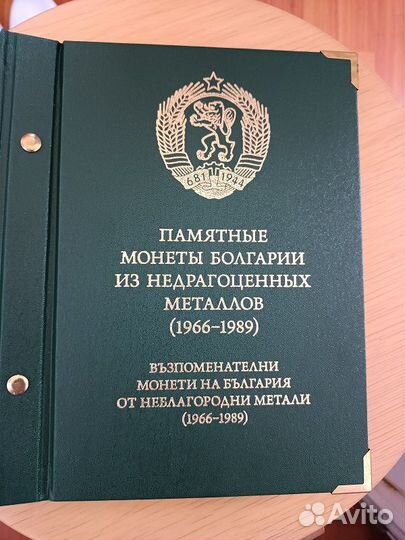 681 1944
ПАМЯТНЫЕ
МОНЕТЫ БОЛГАРИИ
ИЗ НЕДРАГОЦЕННЫХ
МЕТАЛЛОВ
(1966–1989)
ВЪЗПОМЕНАТЕЛНИ
МОНЕТИ НА БЪЛГАРИЯ
ОТ НЕБЛАГОРОДНИ МЕТАЛИ
(1966–1989)
Avito